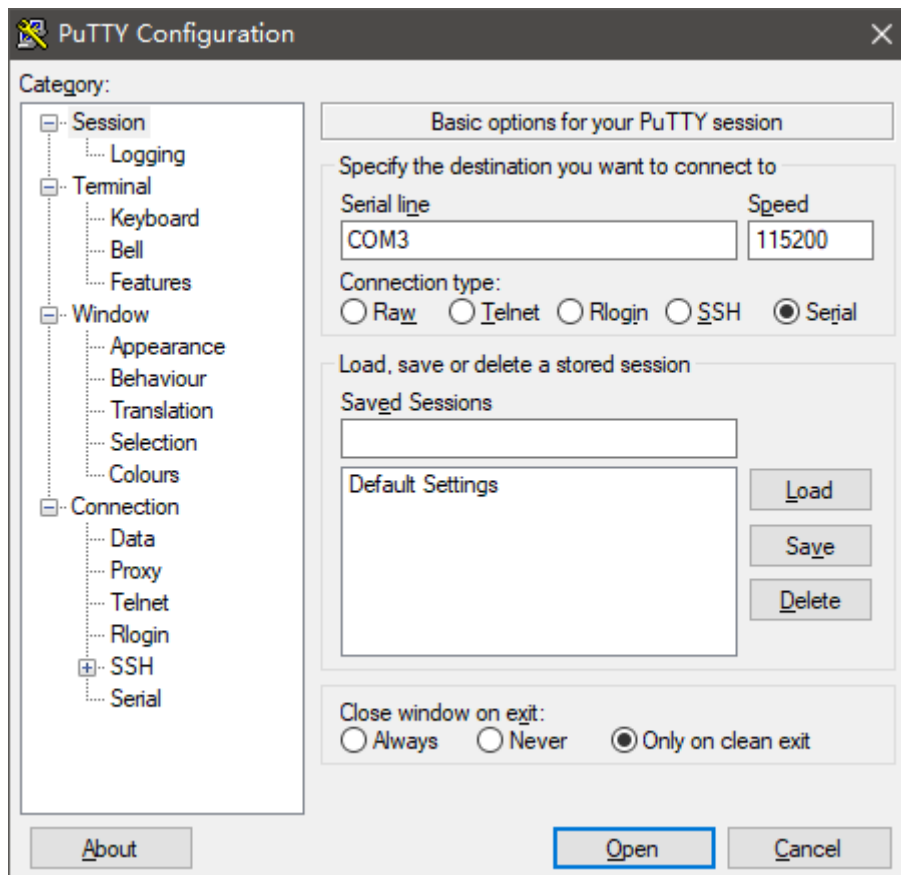 PuTTY Configuration
Category:
Session
Logging
Terminal
Keyboard
Bell
Features
Window
Appearance
Behaviour
Translation
Selection
Colours
Connection
Data
Proxy
Telnet
Rlogin
SSH
Serial
Basic options for your PuTTY session
Specify the destination you want to connect to
Serial line Speed
COM3 115200
Connection type:
Raw Telnet Rlogin SSH Serial
Load, save or delete a stored session
Saved Sessions
Default Settings
Load
Save
Delete
Close window on exit:
Always Never Only on clean exit
About Open Cancel